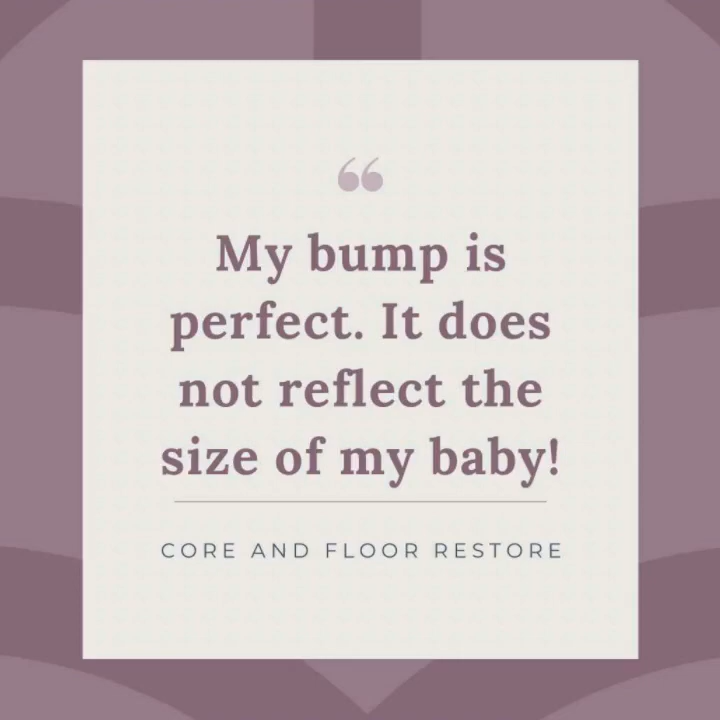 “
My bump is
perfect. It does
not reflect the
size of my baby!
CORE AND FLOOR RESTORE